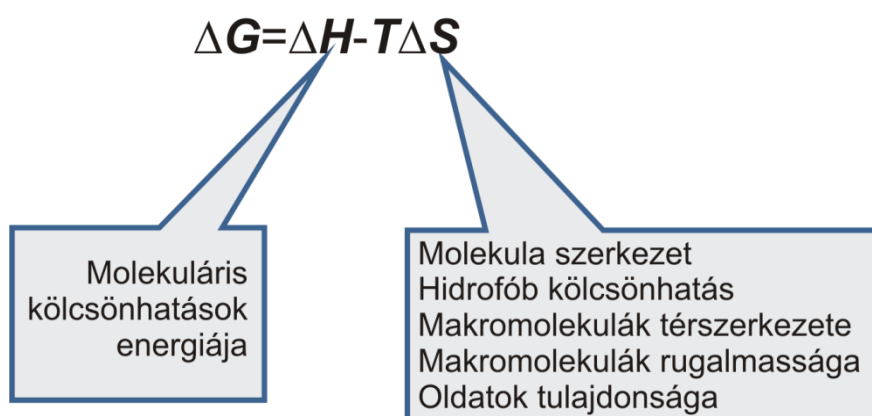 ΔG=ΔH-TΔS
Molekuláris
kölcsönhatások
energiája
Molekula szerkezet
Hidrofób kölcsönhatás
Makromolekulák térszerkezete
Makromolekulák rugalmassága
Oldatok tulajdonsága